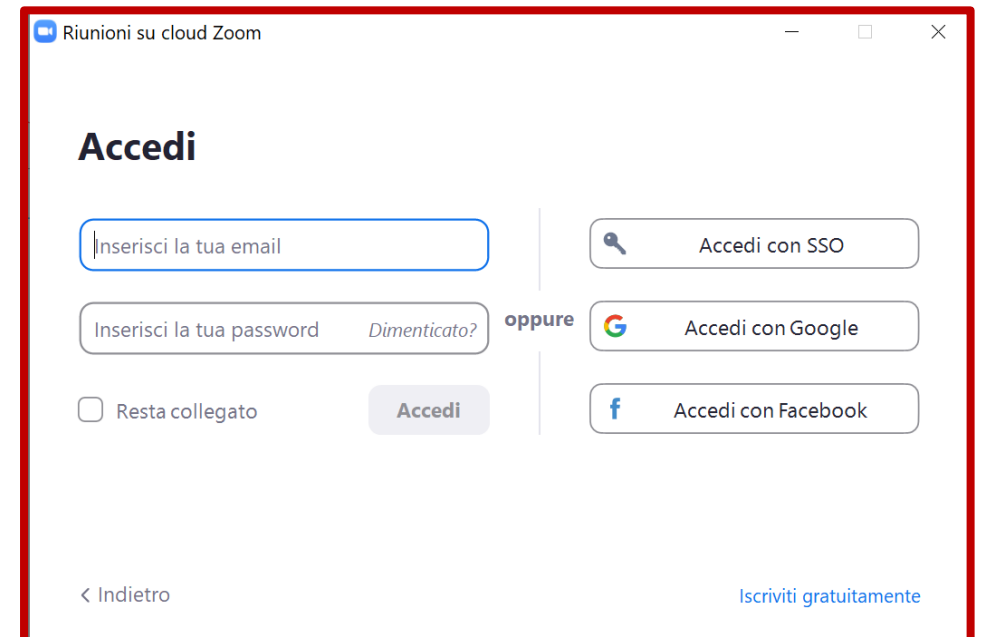 Riunioni su cloud Zoom
Accedi
Inserisci la tua email
Inserisci la tua password Dimenticato?
Resta collegato Accedi
oppure
Accedi con SSO
Accedi con Google
Accedi con Facebook
< Indietro
Iscriviti gratuitamente